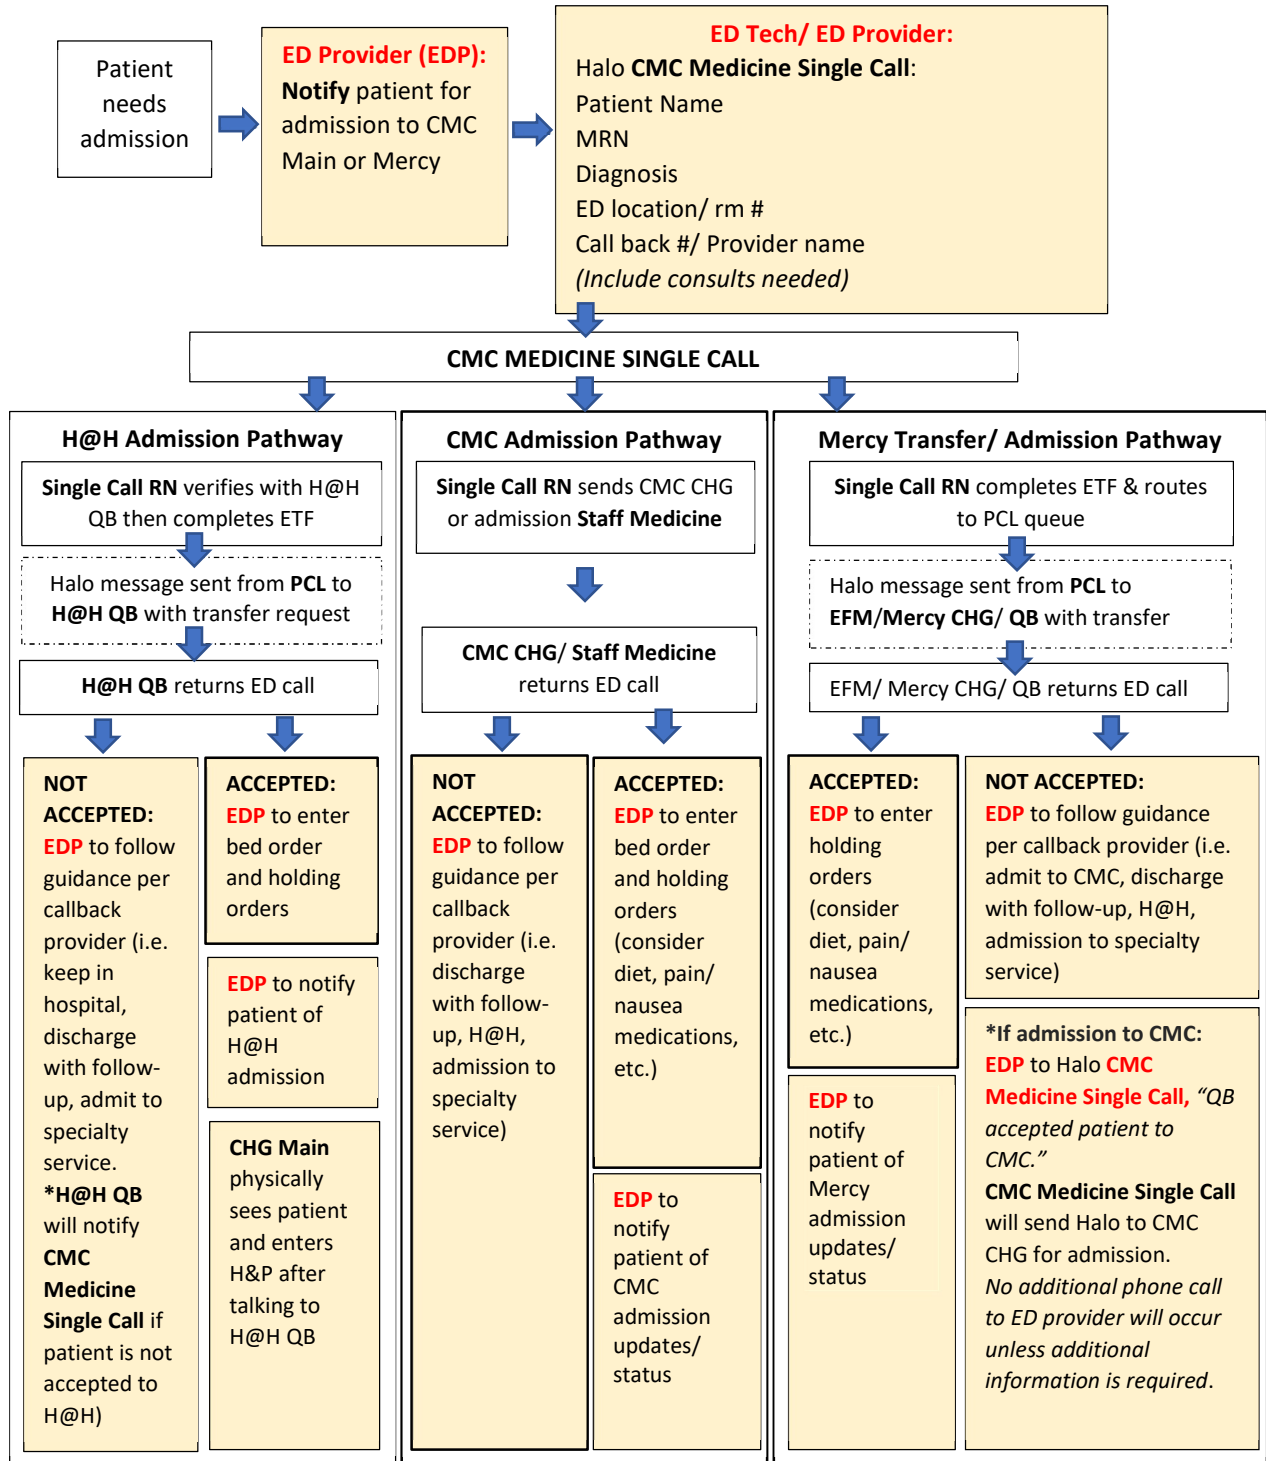 Patient
needs
admission
ED Provider (EDP):
Notify patient for
admission to CMC
Main or Mercy
ED Tech/ ED Provider:
Halo CMC Medicine Single Call:
Patient Name
MRN
Diagnosis
ED location/ rm #
Call back #/ Provider name
(Include consults needed)
CMC MEDICINE SINGLE CALL
H@H Admission Pathway
Single Call RN verifies with H@H
QB then completes ETF
Halo message sent from PCL to
H@H QB with transfer request
H@H QB returns ED call
NOT
ACCEPTED:
EDP to follow
guidance per
callback
provider (i.e.
keep in
hospital,
discharge
with follow-
up, admit to
specialty
service.
*H@H QB
will notify
CMC
Medicine
Single Call if
patient is not
accepted to
H@H)
ACCEPTED:
EDP to enter
bed order
and holding
orders
EDP to notify
patient of
H@H
admission
CHG Main
physically
sees patient
and enters
H&P after
talking to
H@H QB
CMC Admission Pathway
Single Call RN sends CMC CHG
or admission Staff Medicine
CMC CHG/ Staff Medicine
returns ED call
NOT
ACCEPTED:
EDP to follow
guidance per
callback
provider (i.e.
discharge
with follow-
up, H@H,
admission to
specialty
service)
ACCEPTED:
EDP to enter
bed order
and holding
orders
(consider
diet, pain/
nausea
medications,
etc.)
EDP to
notify
patient of
CMC
admission
updates/
status
Mercy Transfer/ Admission Pathway
Single Call RN completes ETF & routes
to PCL queue
Halo message sent from PCL to
EFM/Mercy CHG/ QB with transfer
EFM/ Mercy CHG/ QB returns ED call
ACCEPTED:
EDP to enter
holding
orders
(consider
diet, pain/
nausea
medications,
etc.)
EDP to
notify
patient of
Mercy
admission
updates/
status
NOT ACCEPTED:
EDP to follow guidance
per callback provider (i.e.
admit to CMC, discharge
with follow-up, H@H,
admission to specialty
service)
*If admission to CMC:
EDP to Halo CMC
Medicine Single Call, “QB
accepted patient to
CMC.”
CMC Medicine Single Call
will send Halo to CMC
CHG for admission.
No additional phone call
to ED provider will occur
unless additional
information is required.